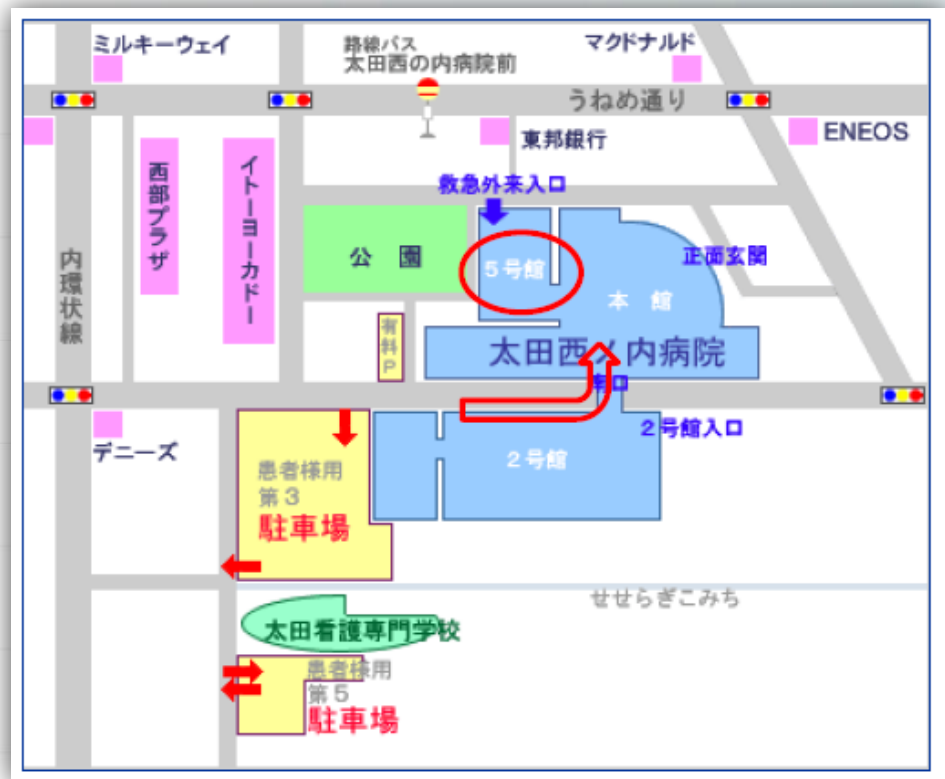 ミルキーウェイ
路線バス
太田西の内病院前
マクドナルド
うねめ通り
東邦銀行
ENEOS
西部プラザ
イトーヨーカドー
救急外来入口
内環状線
公園
5号館
本館
正面玄関
有料P
太田西ノ内病院
デニーズ
2号館入口
2号館
患者様用
第3
駐車場
せせらぎこみち
太田看護専門学校
患者様用
第5
駐車場